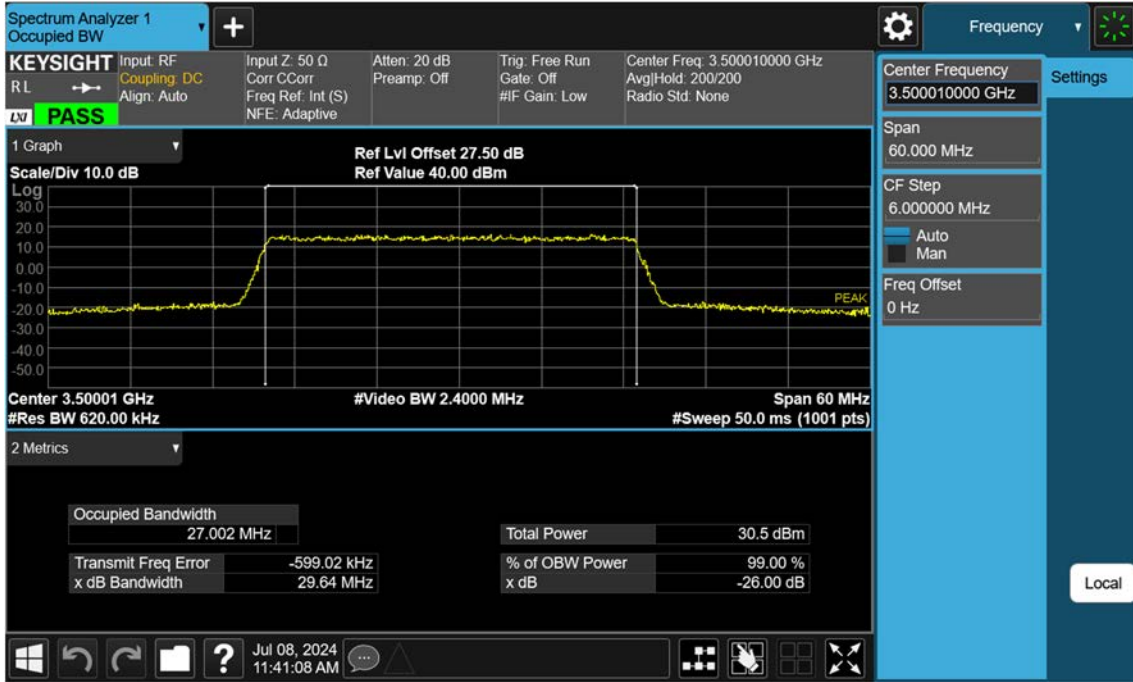 Spectrum Analyzer 1
Occupied BW
+
Frequency
KEYSIGHT
R L
LXI PASS
Input: RF
Coupling: DC
Align: Auto
Input Z: 50 Ω
Corr CCorr
Freq Ref: Int (S)
NFE: Adaptive
Atten: 20 dB
Preamp: Off
Trig: Free Run
Gate: Off
#IF Gain: Low
Center Freq: 3.500010000 GHz
Avg|Hold: 200/200
Radio Std: None
Center Frequency
3.500010000 GHz
Settings
Span
60.000 MHz
CF Step
6.000000 MHz
Auto
Man
Freq Offset
0 Hz
Local
1 Graph
Scale/Div 10.0 dB
Ref Lvl Offset 27.50 dB
Ref Value 40.00 dBm
Log
30.0
20.0
10.0
0.00
-10.0
-20.0
-30.0
-40.0
-50.0
PEAK
Center 3.50001 GHz
#Video BW 2.4000 MHz
Span 60 MHz
#Res BW 620.00 kHz
#Sweep 50.0 ms (1001 pts)
2 Metrics
Occupied Bandwidth
27.002 MHz
Total Power 30.5 dBm
Transmit Freq Error -599.02 kHz
% of OBW Power 99.00 %
x dB Bandwidth 29.64 MHz
x dB -26.00 dB
?
Jul 08, 2024
11:41:08 AM